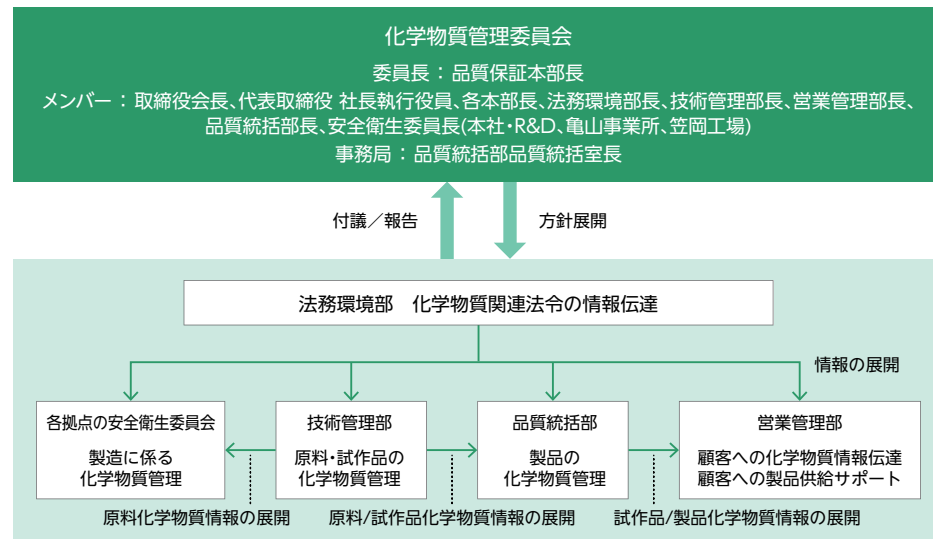 化学物質管理委員会
委員長：品質保証本部長
メンバー：取締役会長、代表取締役 社長執行役員、各本部長、法務環境部長、技術管理部長、営業管理部長、
品質統括部長、安全衛生委員長(本社・R&D、亀山事業所、笠岡工場)
事務局：品質統括部品質統括室長
付議／報告
方針展開
法務環境部　化学物質関連法令の情報伝達
情報の展開
各拠点の安全衛生委員会
製造に係る
化学物質管理
技術管理部
原料・試作品の
化学物質管理
品質統括部
製品の
化学物質管理
営業管理部
顧客への化学物質情報伝達
顧客への製品供給サポート
原料化学物質情報の展開
原料/試作品化学物質情報の展開
試作品/製品化学物質情報の展開